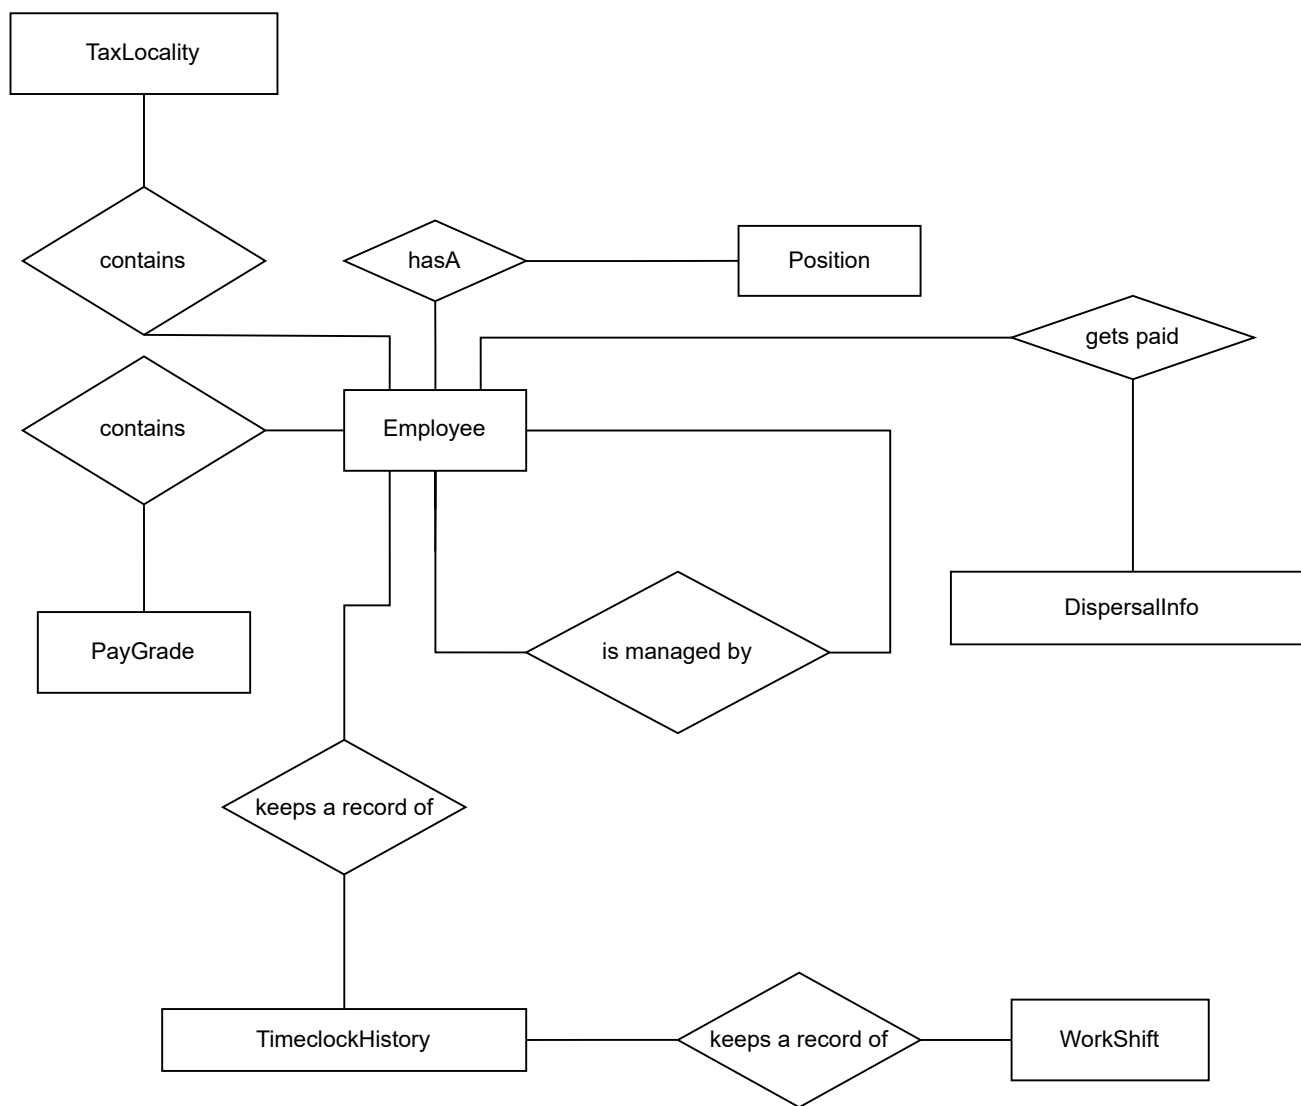 TaxLocality
contains
hasA
Position
gets paid
contains
Employee
DispersalInfo
PayGrade
is managed by
keeps a record of
TimeclockHistory
keeps a record of
WorkShift